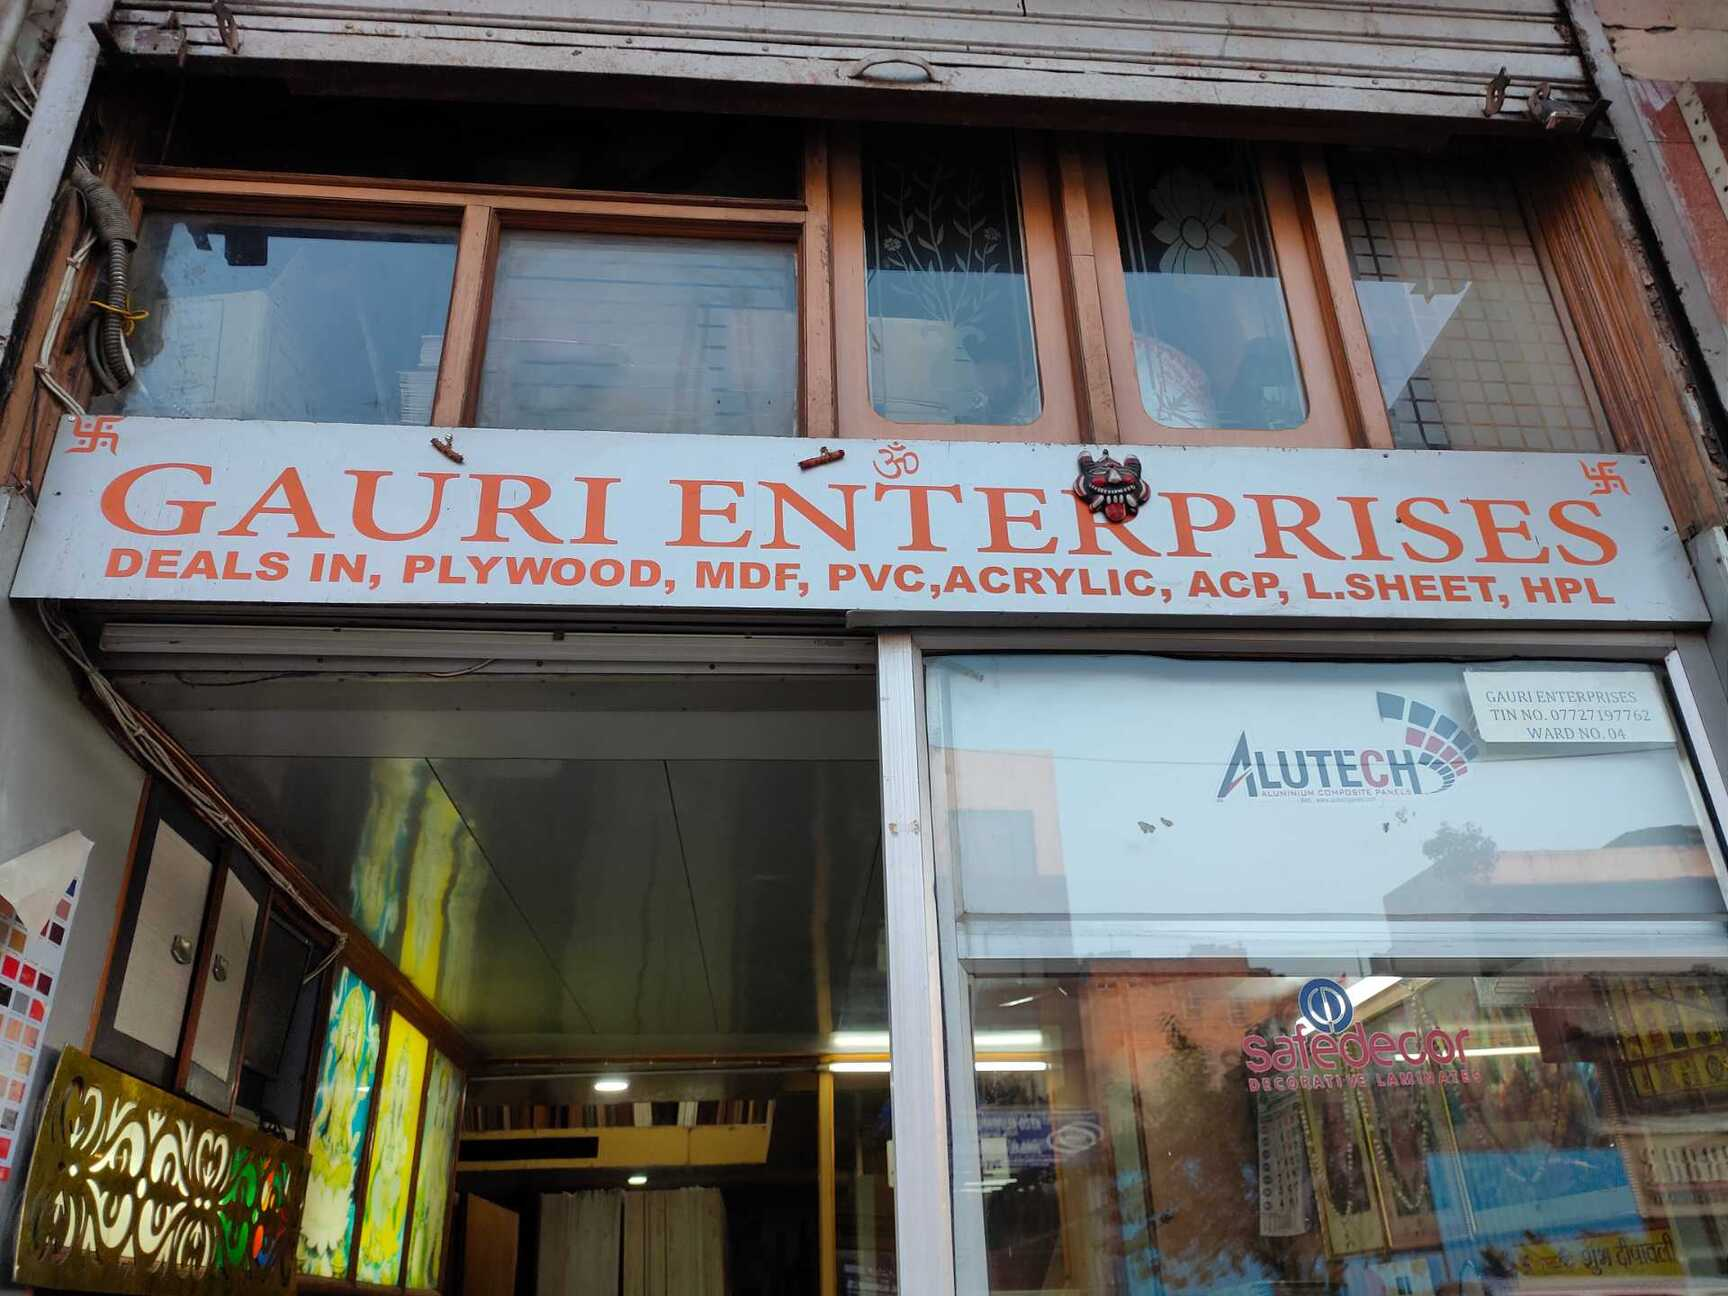 ॐ
GAURI ENTERPRISES
DEALS IN, PLYWOOD, MDF, PVC,ACRYLIC, ACP, L.SHEET, HPL
GAURI ENTERPRISES
TIN NO. 07727197762
WARD NO. 04
ALUTECH
ALUMINIUM COMPOSITE PANELS
safedecor
DECORATIVE LAMINATES
शुभ दीपावली